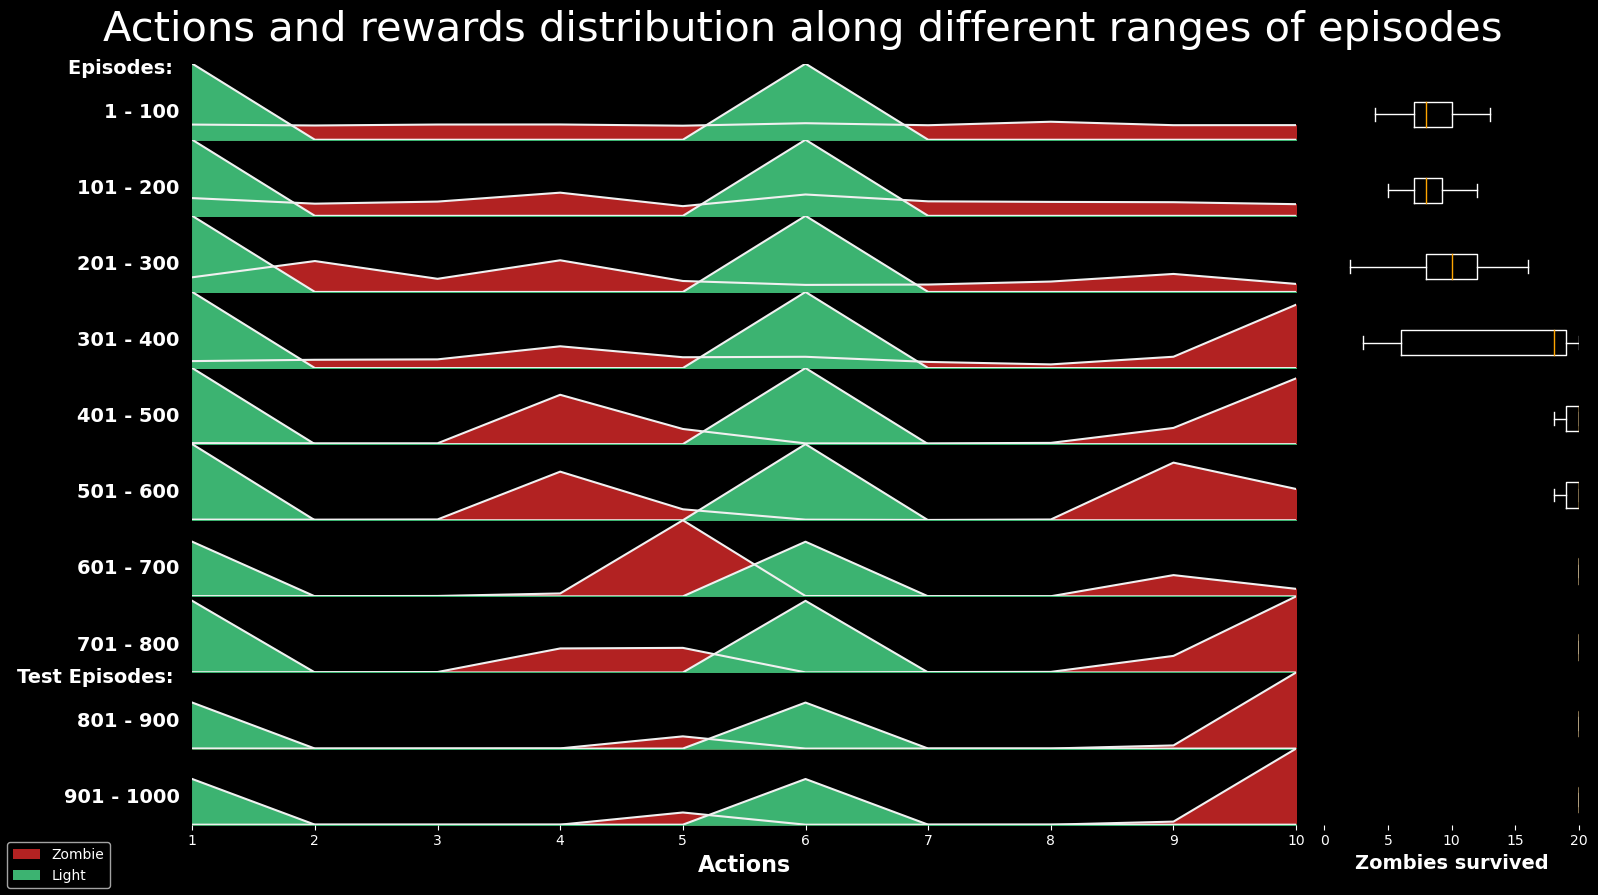 Actions and rewards distribution along different ranges of episodes
Episodes:
1 - 100
101 - 200
201 - 300
301 - 400
401 - 500
501 - 600
601 - 700
701 - 800
Test Episodes:
801 - 900
901 - 1000
1 2 3 4 5 6 7 8 9 10
Actions
0 5 10 15 20
Zombies survived
Zombie
Light